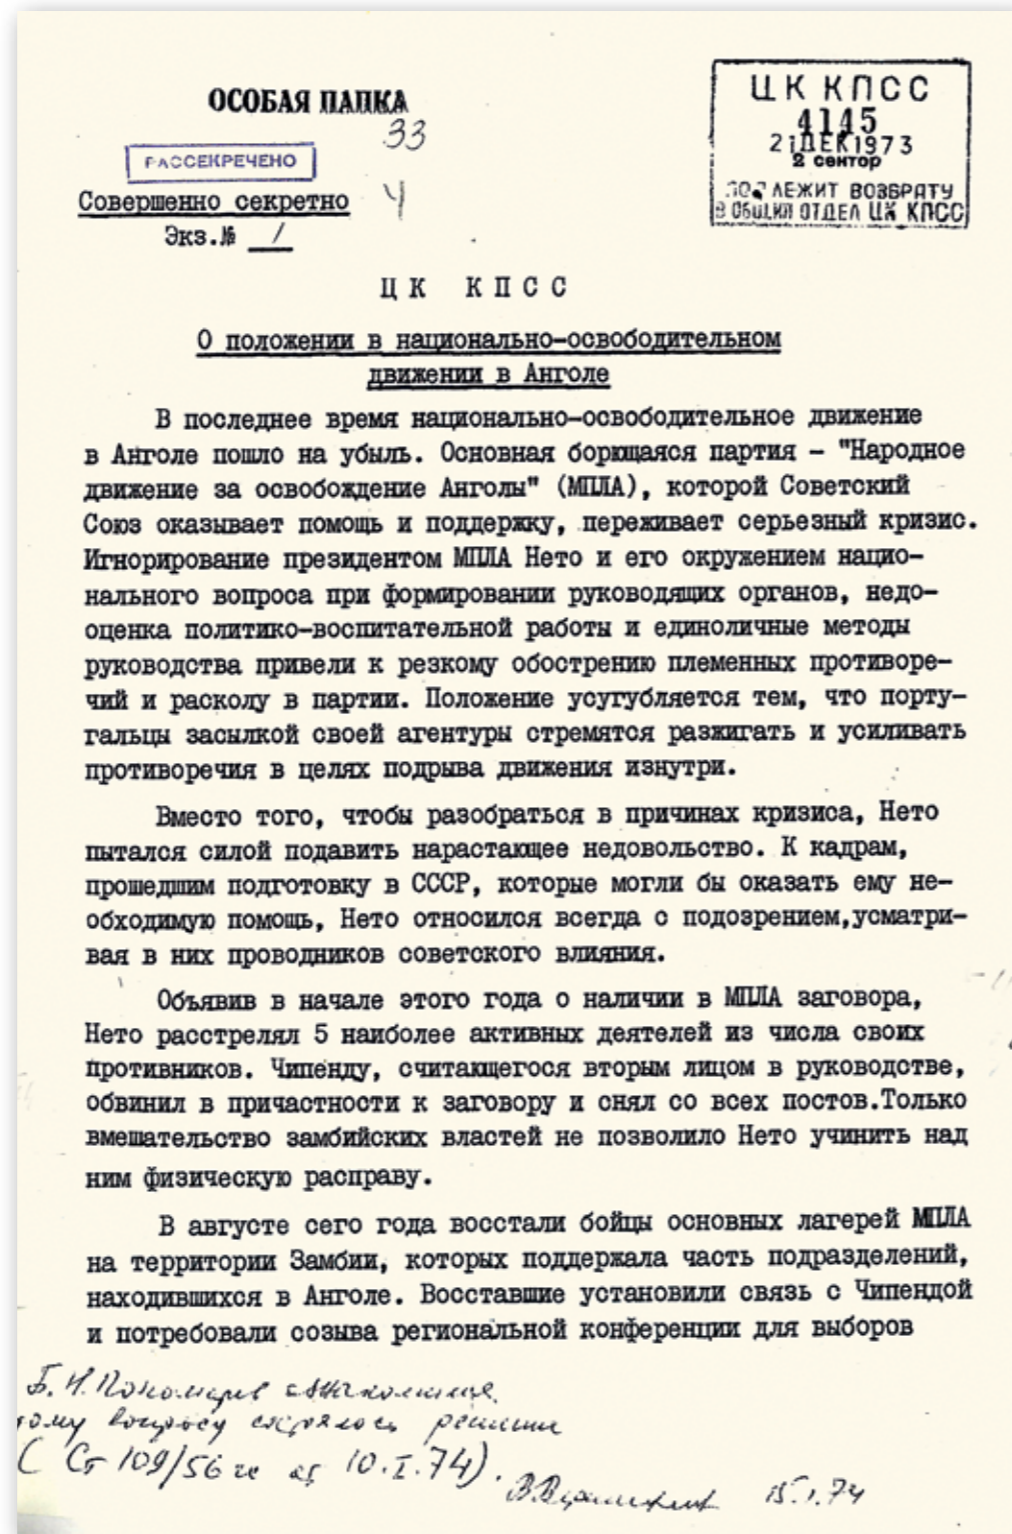 ОСОБАЯ ПАПКА
33
РАССЕКРЕЧЕНО
Совершенно секретно
4
Экз.№ 1
ЦК КПСС
4145
21ДЕК1973
2 сектор
ПОДЛЕЖИТ ВОЗВРАТУ
В ОБЩИЙ ОТДЕЛ ЦК КПСС
ЦК КПСС
О положении в национально-освободительном
движении в Анголе
В последнее время национально-освободительное движение
в Анголе пошло на убыль. Основная борющаяся партия - "Народное
движение за освобождение Анголы" (МПЛА), которой Советский
Союз оказывает помощь и поддержку, переживает серьезный кризис.
Игнорирование президентом МПЛА Нето и его окружением нацио-
нального вопроса при формировании руководящих органов, недо-
оценка политико-воспитательной работы и единоличные методы
руководства привели к резкому обострению племенных противоре-
чий и расколу в партии. Положение усугубляется тем, что порту-
гальцы засылкой своей агентуры стремятся разжигать и усиливать
противоречия в целях подрыва движения изнутри.
Вместо того, чтобы разобраться в причинах кризиса, Нето
пытался силой подавить нарастающее недовольство. К кадрам,
прошедшим подготовку в СССР, которые могли бы оказать ему не-
обходимую помощь, Нето относился всегда с подозрением,усматри-
вая в них проводников советского влияния.
Объявив в начале этого года о наличии в МПЛА заговора,
Нето расстрелял 5 наиболее активных деятелей из числа своих
противников. Чипенду, считающегося вторым лицом в руководстве,
обвинил в причастности к заговору и снял со всех постов.Только
вмешательство замбийских властей не позволило Нето учинить над
ним физическую расправу.
В августе сего года восстали бойцы основных лагерей МПЛА
на территории Замбии, которых поддержала часть подразделений,
находившихся в Анголе. Восставшие установили связь с Чипендой
и потребовали созыва региональной конференции для выборов
Б.Н. Пономарев
вопросу состоялось решение
(Ст 109/56 от 10.I.74).
15.I.74